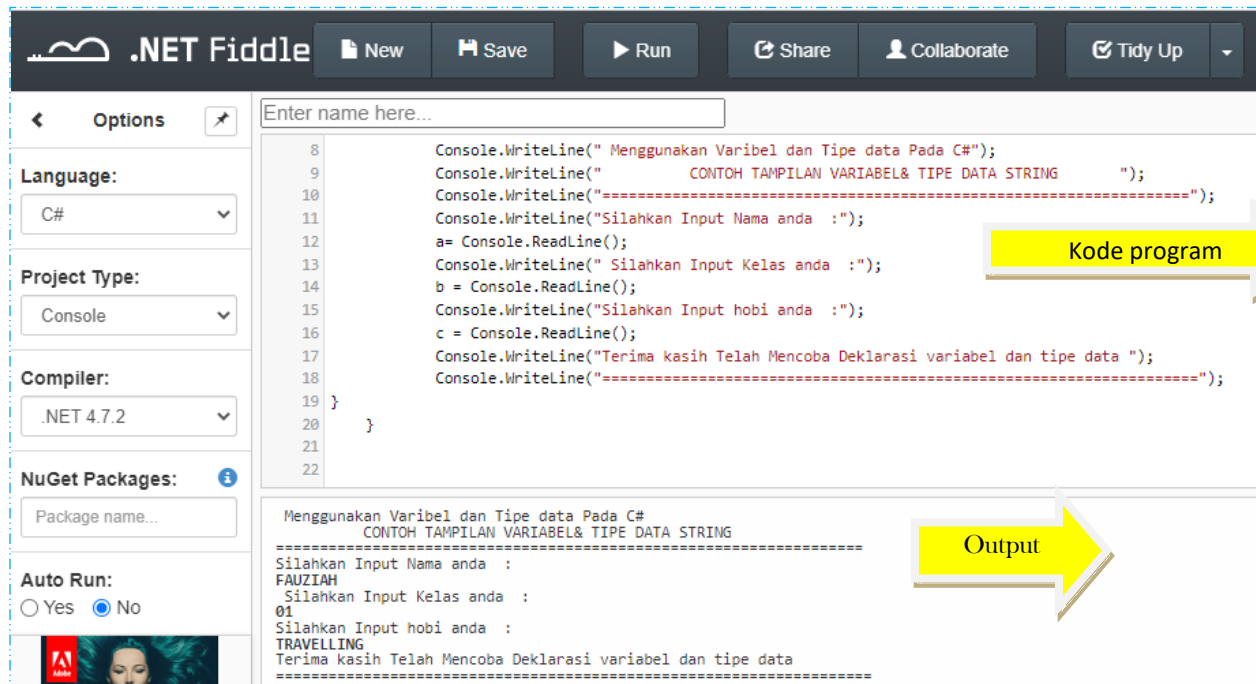 .NET Fiddle New Save Run Share Collaborate Tidy Up
Options
Enter name here...
Language:
C#
Project Type:
Console
Compiler:
.NET 4.7.2
NuGet Packages:
Package name...
Auto Run:
Yes No
Adobe
8 Console.WriteLine(" Menggunakan Varibel dan Tipe data Pada C#");
9 Console.WriteLine("          CONTOH TAMPILAN VARIABEL& TIPE DATA STRING       ");
10 Console.WriteLine("===================================================================");
11 Console.WriteLine("Silahkan Input Nama anda  :");
12 a= Console.ReadLine();
13 Console.WriteLine(" Silahkan Input Kelas anda  :");
14 b = Console.ReadLine();
15 Console.WriteLine("Silahkan Input hobi anda  :");
16 c = Console.ReadLine();
17 Console.WriteLine("Terima kasih Telah Mencoba Deklarasi variabel dan tipe data ");
18 Console.WriteLine("====================================================================");
19 }
20 }
21
22
Kode program
Menggunakan Varibel dan Tipe data Pada C#
CONTOH TAMPILAN VARIABEL& TIPE DATA STRING
===================================================================
Silahkan Input Nama anda  :
FAUZIAH
Silahkan Input Kelas anda  :
01
Silahkan Input hobi anda  :
TRAVELLING
Terima kasih Telah Mencoba Deklarasi variabel dan tipe data
====================================================================
Output